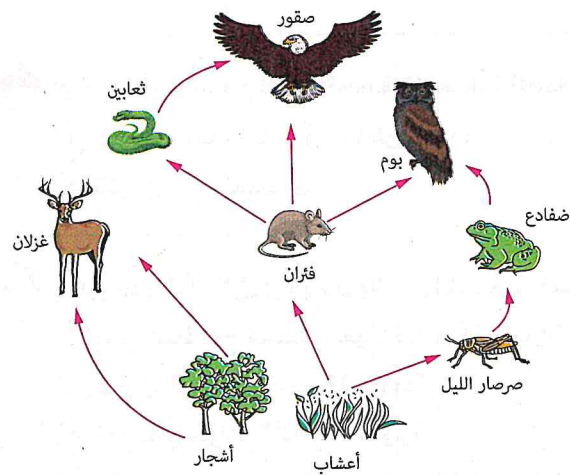 صقور
ثعابين
بوم
ضفادع
غزلان
فئران
صرصار الليل
أشجار
أعشاب